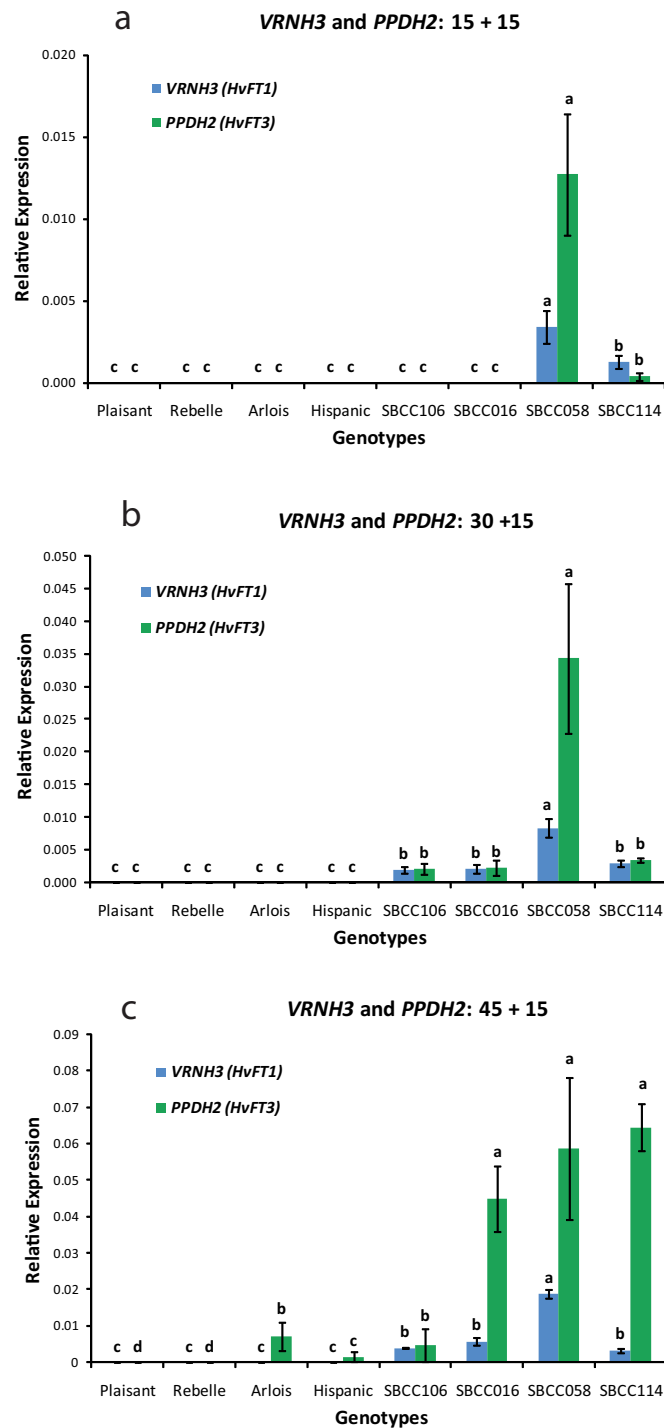 a
VRNH3 and PPDH2: 15 + 15
0.020
0.015
0.010
0.005
0.000
Relative Expression
VRNH3 (HvFT1)
PPDH2 (HvFT3)
c c c c c c c c c c c c a a b b
Plaisant Rebelle Arlois Hispanic SBCC106 SBCC016 SBCC058 SBCC114
Genotypes
b
VRNH3 and PPDH2: 30 +15
0.050
0.045
0.040
0.035
0.030
0.025
0.020
0.015
0.010
0.005
0.000
Relative Expression
VRNH3 (HvFT1)
PPDH2 (HvFT3)
c c c c c c c c b b b b a a b b
Plaisant Rebelle Arlois Hispanic SBCC106 SBCC016 SBCC058 SBCC114
Genotypes
c
VRNH3 and PPDH2: 45 + 15
0.09
0.08
0.07
0.06
0.05
0.04
0.03
0.02
0.01
0
Relative Expression
VRNH3 (HvFT1)
PPDH2 (HvFT3)
c d c d c b c c b b b a a a b a
Plaisant Rebelle Arlois Hispanic SBCC106 SBCC016 SBCC058 SBCC114
Genotypes